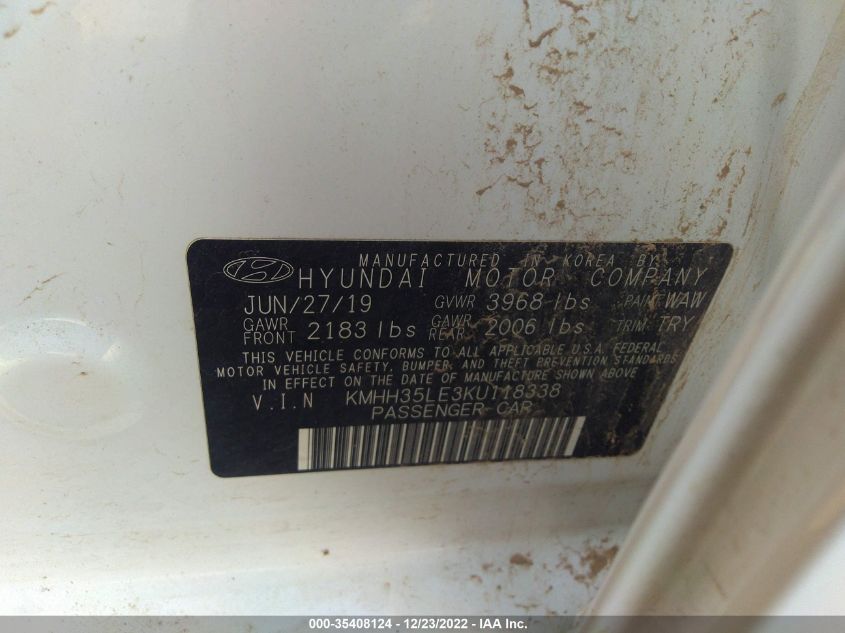 MANUFACTURED IN KOREA BY
HYUNDAI MOTOR COMPANY
JUN/27/19 GVWR 3968 lbs PAINT WAW
GAWR FRONT 2183 lbs GAWR REAR 2006 lbs TRIM TRY
THIS VEHICLE CONFORMS TO ALL APPLICABLE U.S.A. FEDERAL
MOTOR VEHICLE SAFETY, BUMPER, AND THEFT PREVENTION STANDARDS
IN EFFECT ON THE DATE OF MANUFACTURE SHOWN ABOVE
V.I.N KMHH35LE3KU118338
PASSENGER CAR
000-35408124 - 12/23/2022 - IAA Inc.